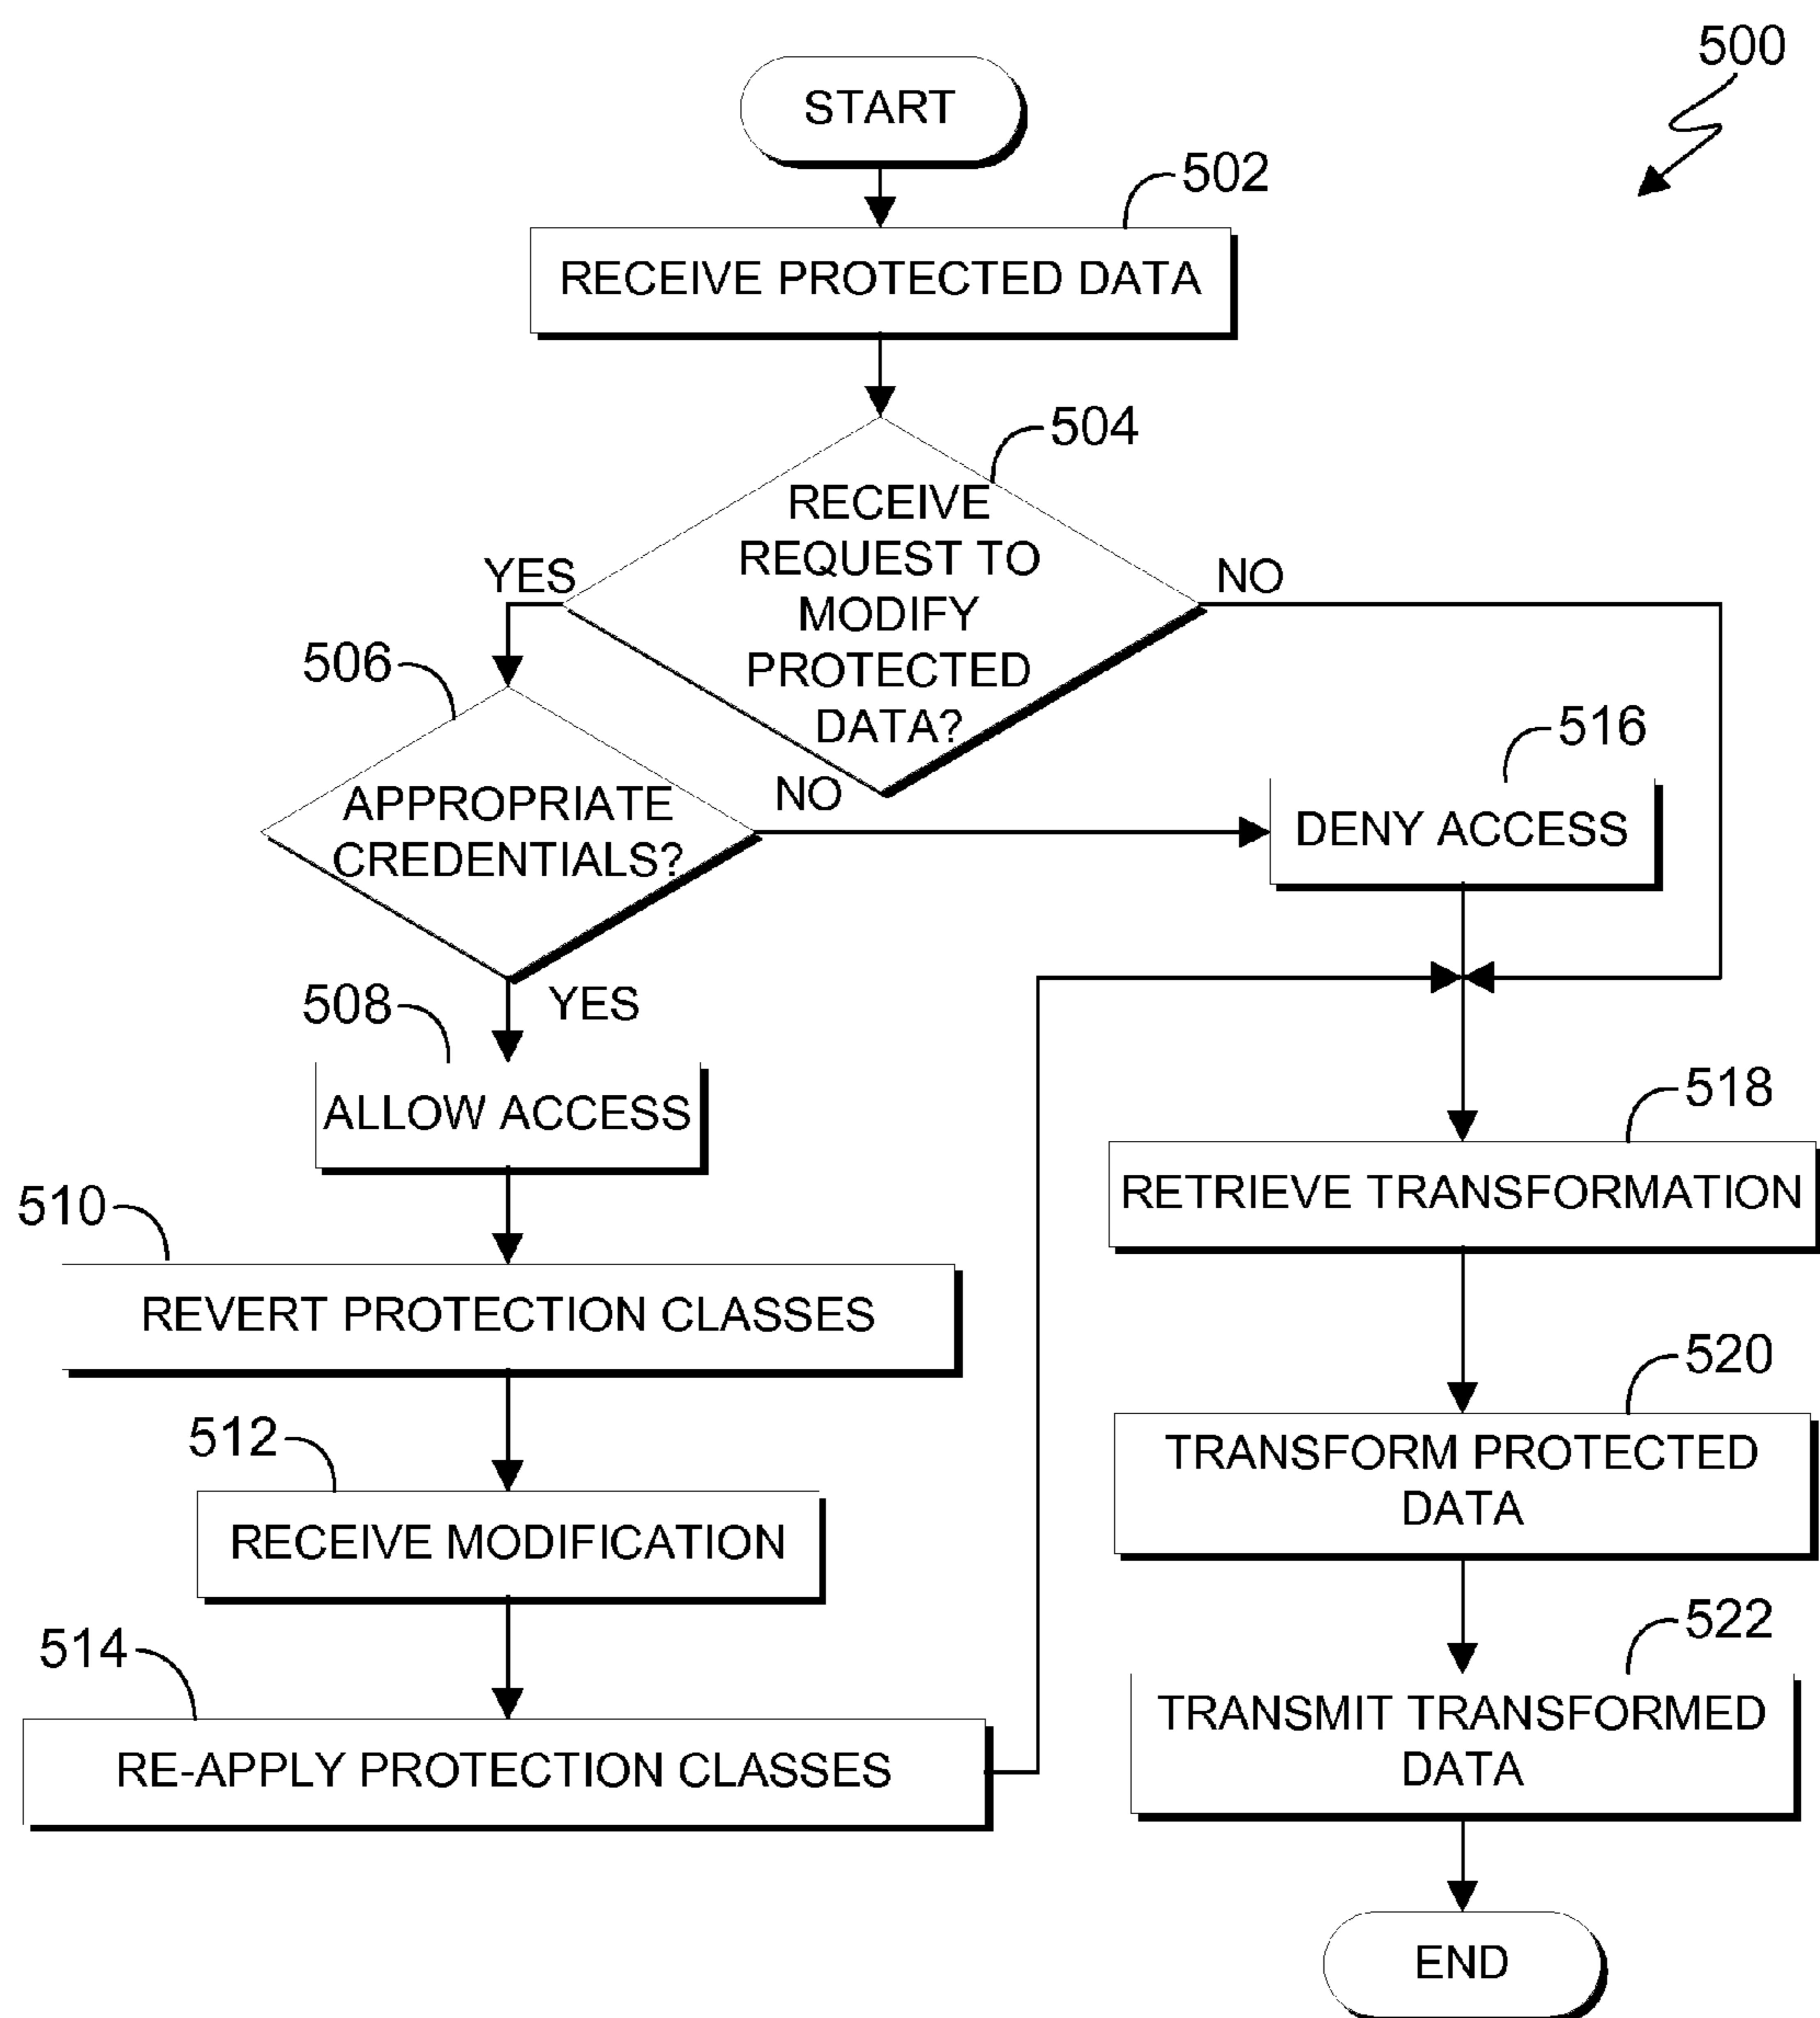 500
START
502
RECEIVE PROTECTED DATA
504
RECEIVE
REQUEST TO
MODIFY
PROTECTED
DATA?
YES
NO
506
APPROPRIATE
CREDENTIALS?
NO
516
DENY ACCESS
YES
508
ALLOW ACCESS
510
REVERT PROTECTION CLASSES
512
RECEIVE MODIFICATION
514
RE-APPLY PROTECTION CLASSES
518
RETRIEVE TRANSFORMATION
520
TRANSFORM PROTECTED
DATA
522
TRANSMIT TRANSFORMED
DATA
END